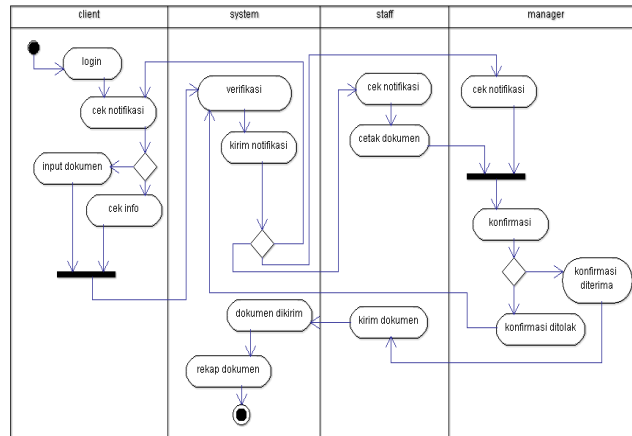 client
system
staff
manager
login
cek notifikasi
input dokumen
cek info
verifikasi
kirim notifikasi
cek notifikasi
cetak dokumen
cek notifikasi
konfirmasi
konfirmasi
diterima
konfirmasi ditolak
kirim dokumen
dokumen dikirim
rekap dokumen